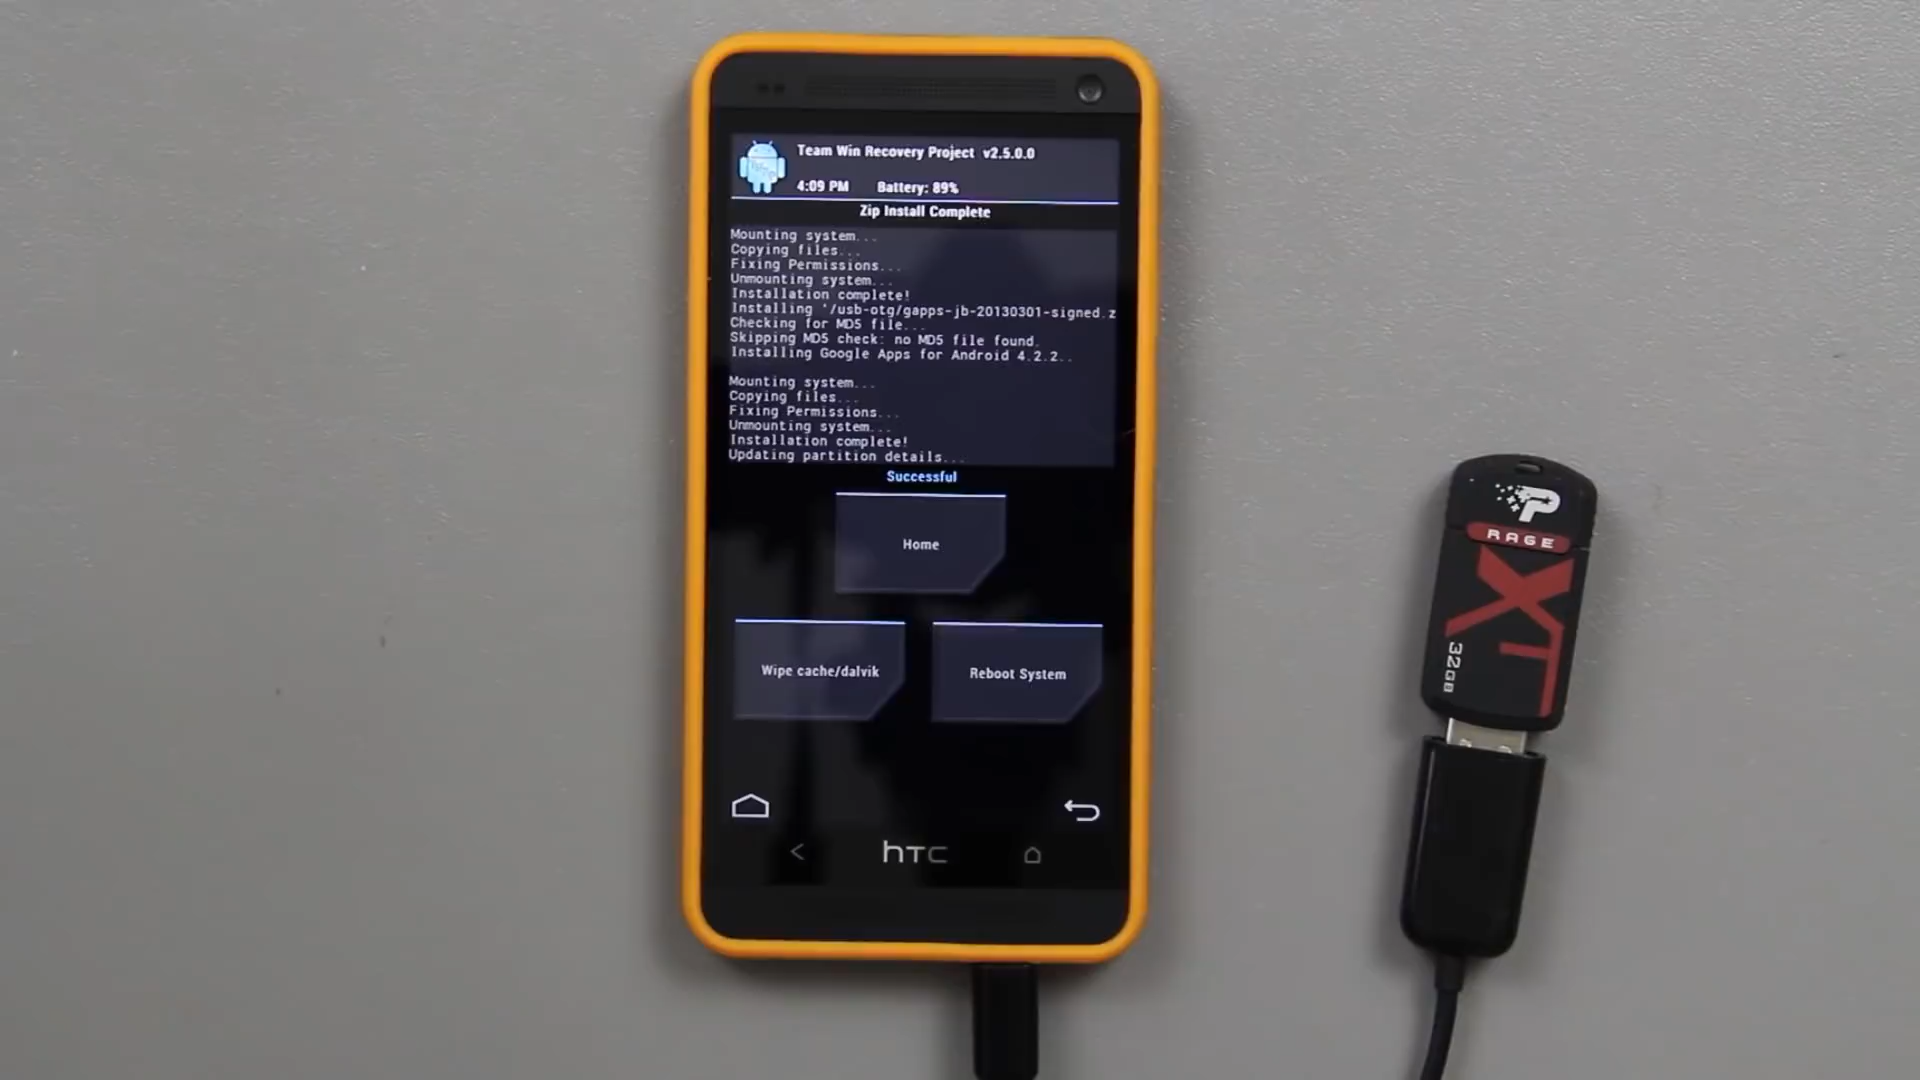 Team Win Recovery Project v2.5.0.0
4:09 PM Battery: 89%
Zip Install Complete
Mounting system...
Copying files...
Fixing Permissions...
Unmounting system...
Installation complete!
Installing '/usb-otg/gapps-jb-20130301-signed.z
Checking for MD5 file...
Skipping MD5 check: no MD5 file found.
Installing Google Apps for Android 4.2.2..
Mounting system...
Copying files...
Fixing Permissions...
Unmounting system...
Installation complete!
Updating partition details...
Successful
Home
Wipe cache/dalvik
Reboot System
hTC
P
RAGE
XT
32GB